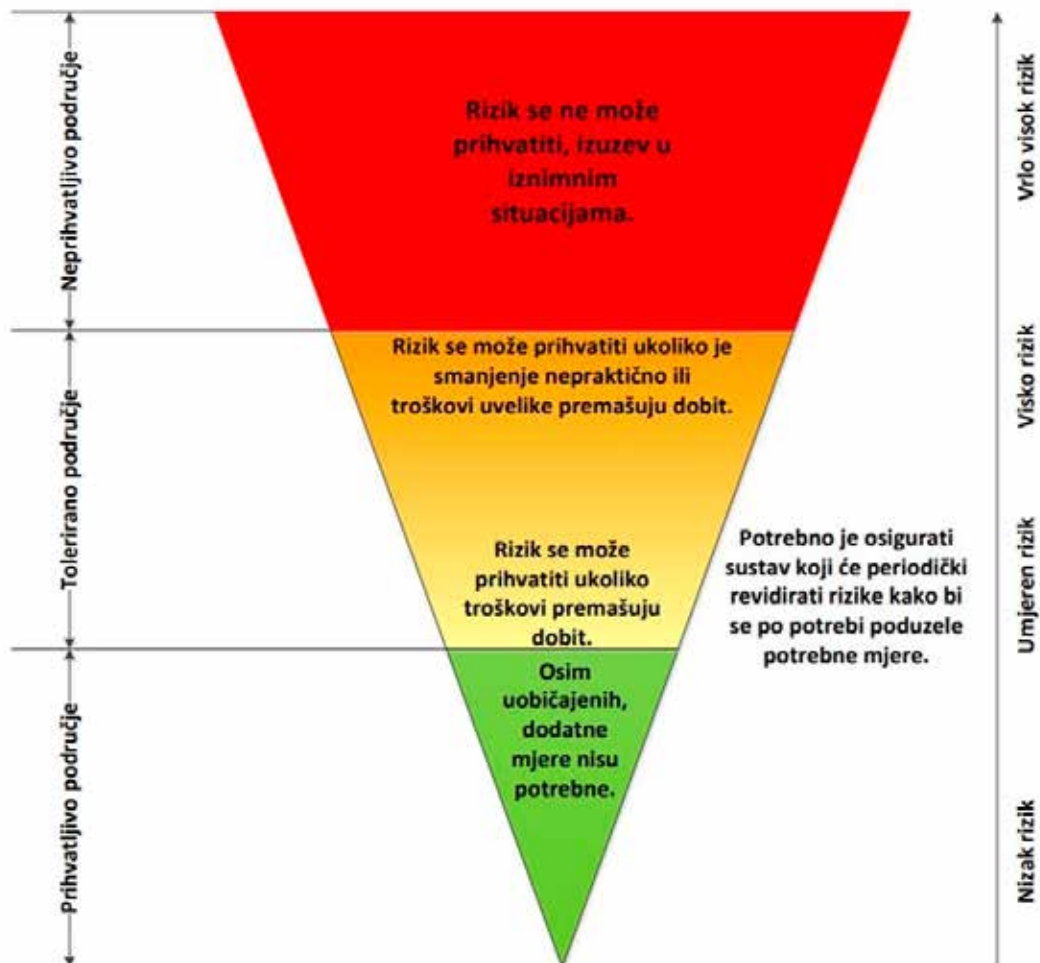 Neprihvatljivo područje
Rizik se ne može
prihvatiti, izuzev u
iznimnim
situacijama.
Vrlo visok rizik
Tolerirano područje
Rizik se može prihvatiti ukoliko je
smanjenje nepraktično ili
troškovi uvelike premašuju dobit.
Visko rizik
Rizik se može
prihvatiti ukoliko
troškovi premašuju
dobit.
Potrebno je osigurati
sustav koji će periodički
revidirati rizike kako bi
se po potrebi poduzele
potrebne mjere.
Umjeren rizik
Prihvatljivo područje
Osim
uobičajenih,
dodatne
mjere nisu
potrebne.
Nizak rizik